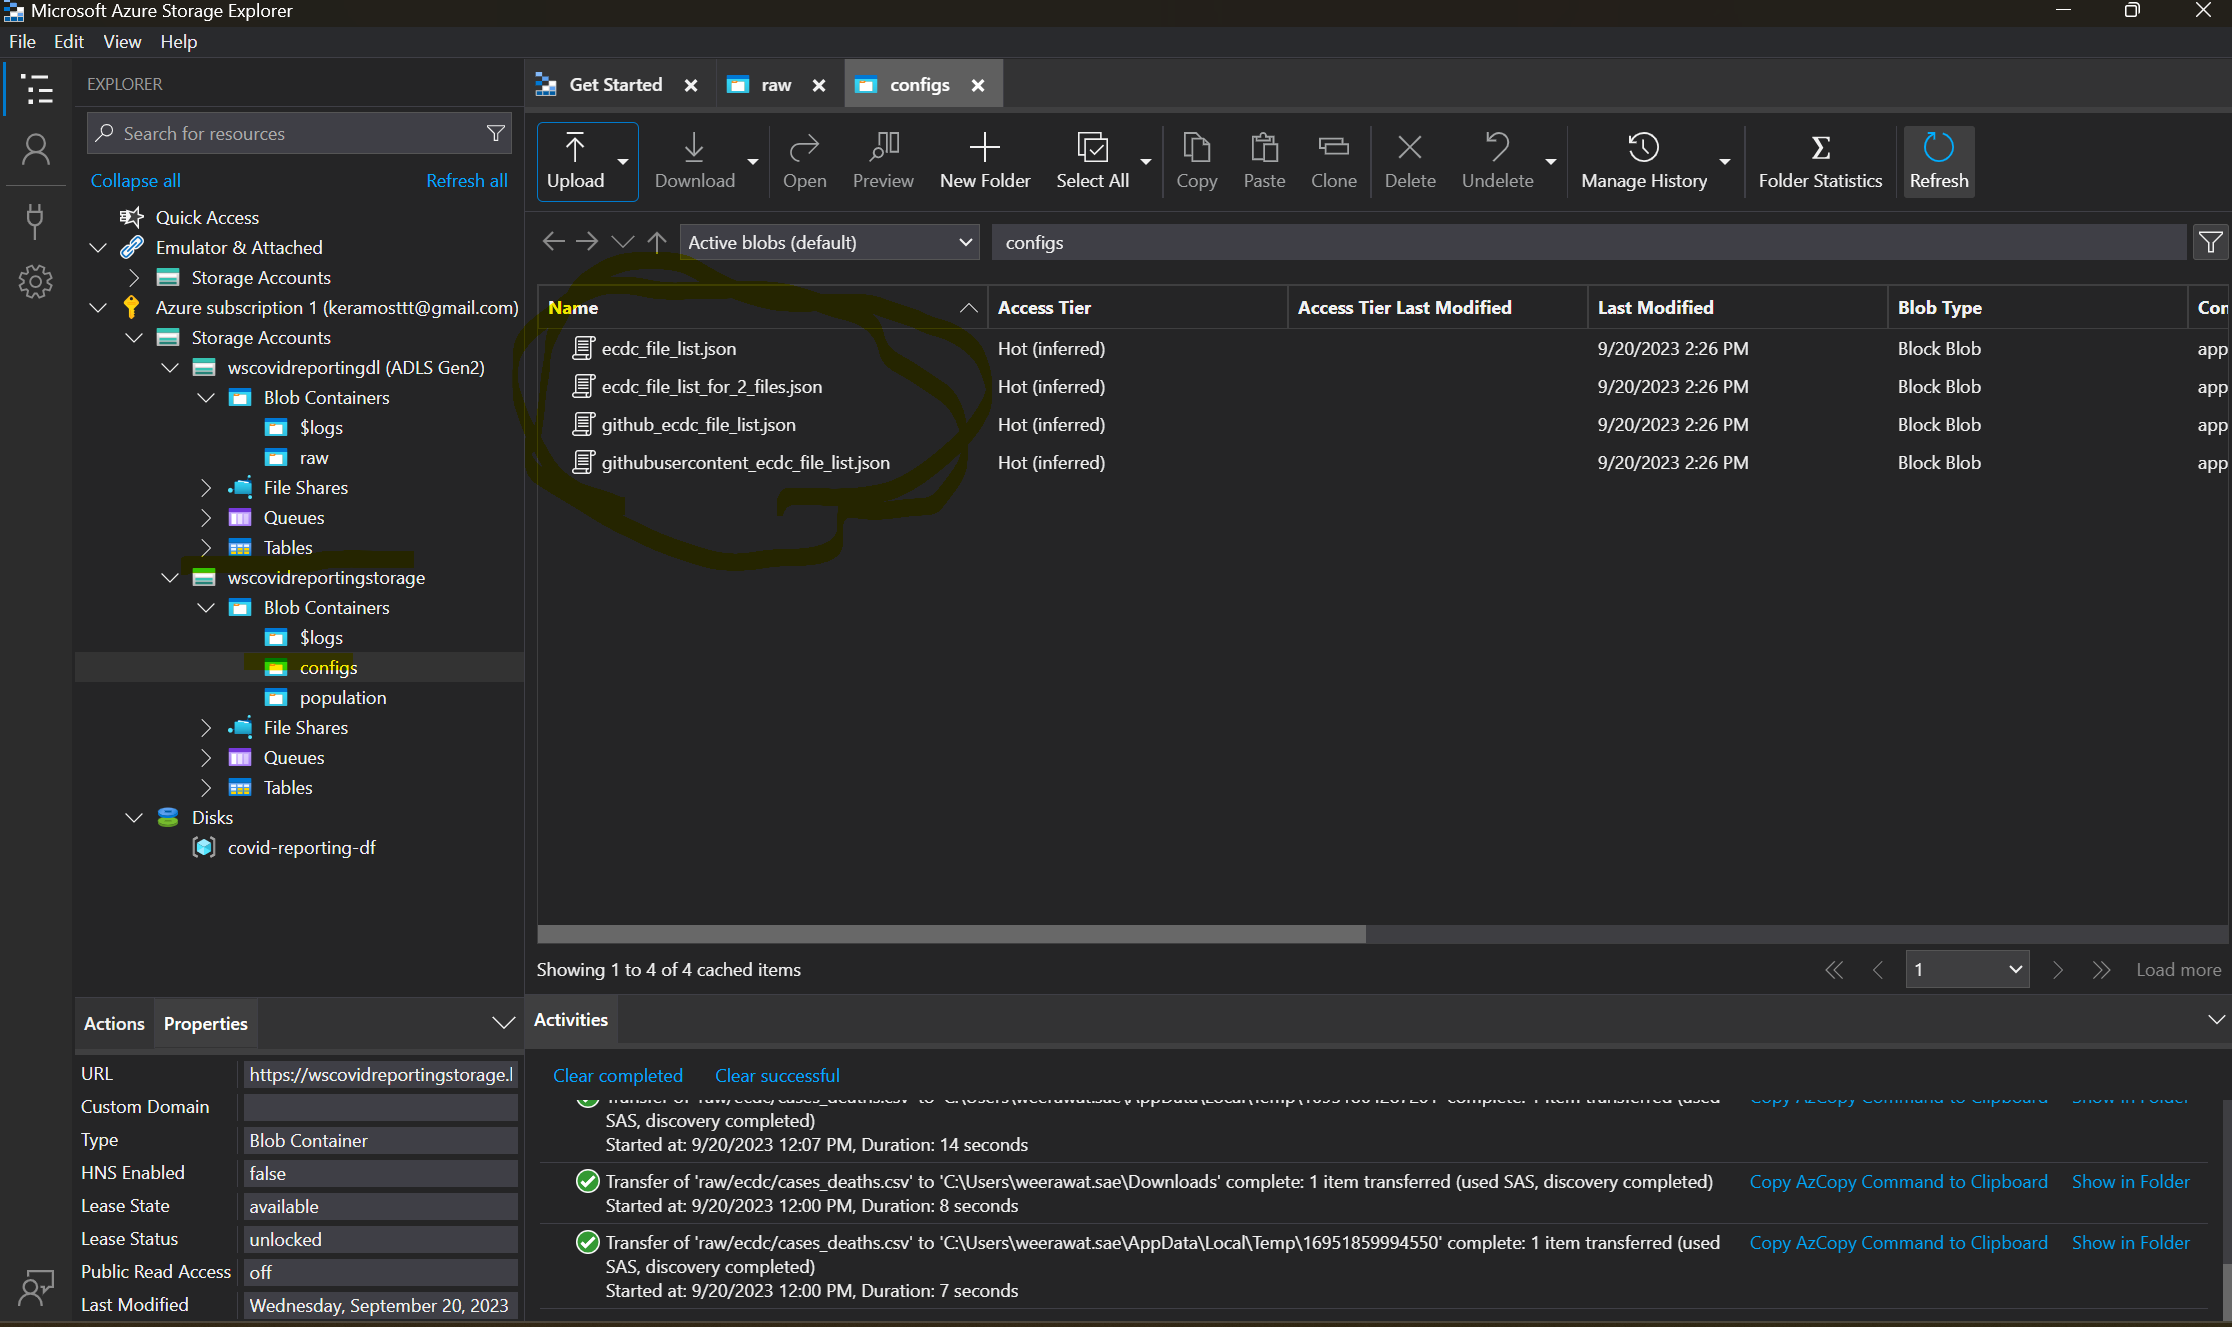 Microsoft Azure Storage Explorer
File Edit View Help
EXPLORER
Search for resources
Collapse all Refresh all
Quick Access
Emulator & Attached
Storage Accounts
Azure subscription 1 (keramosttt@gmail.com)
Storage Accounts
wscovidreportingdl (ADLS Gen2)
Blob Containers
$logs
raw
File Shares
Queues
Tables
wscovidreportingstorage
Blob Containers
$logs
configs
population
File Shares
Queues
Tables
Disks
covid-reporting-df
Actions Properties
URL https://wscovidreportingstorage.l
Custom Domain
Type Blob Container
HNS Enabled false
Lease State available
Lease Status unlocked
Public Read Access off
Last Modified Wednesday, September 20, 2023
Get Started raw configs
Upload Download Open Preview New Folder Select All Copy Paste Clone Delete Undelete Manage History Folder Statistics Refresh
Active blobs (default) configs
Name Access Tier Access Tier Last Modified Last Modified Blob Type Con
ecdc_file_list.json Hot (inferred) 9/20/2023 2:26 PM Block Blob app
ecdc_file_list_for_2_files.json Hot (inferred) 9/20/2023 2:26 PM Block Blob app
github_ecdc_file_list.json Hot (inferred) 9/20/2023 2:26 PM Block Blob app
githubusercontent_ecdc_file_list.json Hot (inferred) 9/20/2023 2:26 PM Block Blob app
Showing 1 to 4 of 4 cached items 1 Load more
Activities
Clear completed Clear successful
SAS, discovery completed)
Started at: 9/20/2023 12:07 PM, Duration: 14 seconds
Transfer of 'raw/ecdc/cases_deaths.csv' to 'C:\Users\weerawat.sae\Downloads' complete: 1 item transferred (used SAS, discovery completed) Copy AzCopy Command to Clipboard Show in Folder
Started at: 9/20/2023 12:00 PM, Duration: 8 seconds
Transfer of 'raw/ecdc/cases_deaths.csv' to 'C:\Users\weerawat.sae\AppData\Local\Temp\16951859994550' complete: 1 item transferred (used Copy AzCopy Command to Clipboard Show in Folder
SAS, discovery completed)
Started at: 9/20/2023 12:00 PM, Duration: 7 seconds